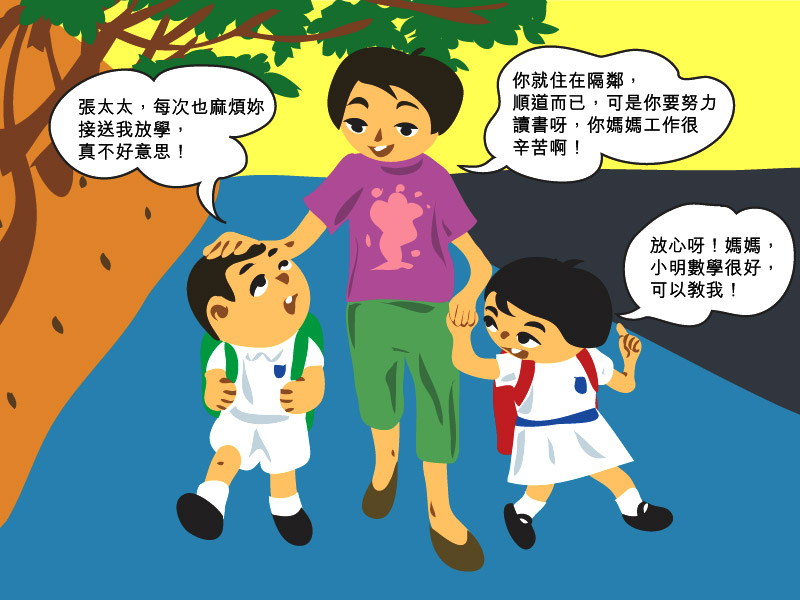 張太太，每次也麻煩妳
接送我放學，
真不好意思！
你就住在隔鄰，
順道而已，可是你要努力
讀書呀，你媽媽工作很
辛苦啊！
放心呀！媽媽，
小明數學很好，
可以教我！